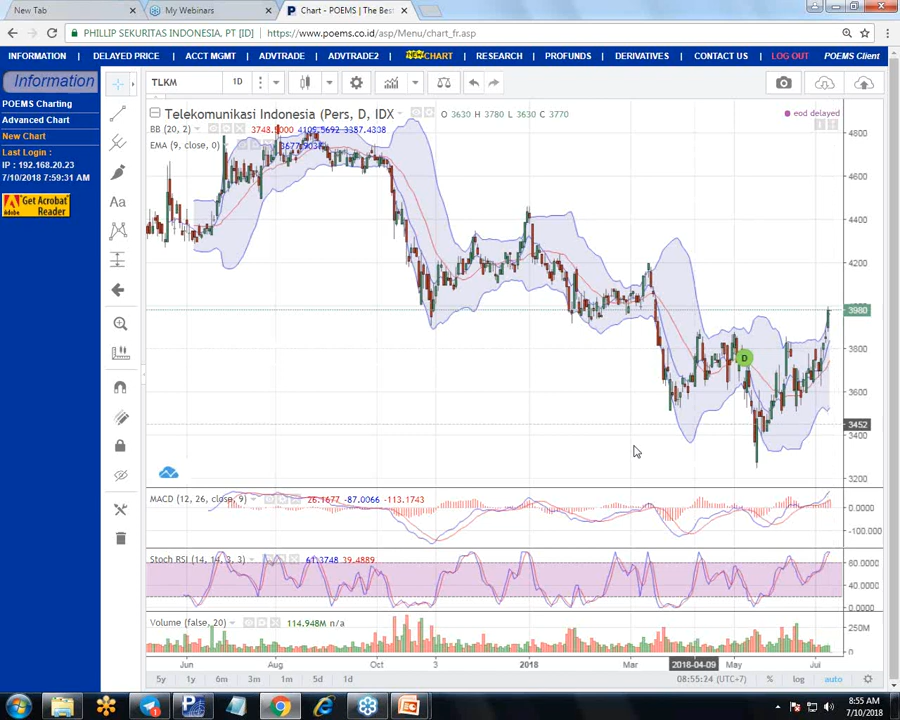 New Tab
My Webinars
Chart - POEMS | The Bes
PHILLIP SEKURITAS INDONESIA. PT [ID] https://www.poems.co.id/asp/Menu/chart_fr.asp
INFORMATION DELAYED PRICE ACCT MGMT ADVTRADE ADVTRADE2 NEW CHART RESEARCH PROFUNDS DERIVATIVES CONTACT US LOG OUT POEMS Client
Information
POEMS Charting
Advanced Chart
New Chart
Last Login :
IP : 192.168.20.23
7/10/2018 7:59:31 AM
Get Acrobat
Reader
Adobe
TLKM 1D
Telekomunikasi Indonesia (Pers, D, IDX O 3630 H 3780 L 3630 C 3770
eod delayed
BB (20, 2)
EMA (9, close, 0)
4600
4400
4200
3980
3800
3600
3452
3400
3200
D
Aa
MACD (12, 26, close, 9) 26.1677 -87.0066 -113.1743
0.0000
-100.0000
Stoch RSI (14, 14, 3, 3) 61.3748 39.4889
80.0000
40.0000
0.0000
Volume (false, 20) 114.948M n/a
250M
0
Jun Aug Oct 3 2018 Mar 2018-04-09 May Jul
5y 1y 6m 3m 1m 5d 1d 08:55:24 (UTC+7) % log auto
8:55 AM
7/10/2018